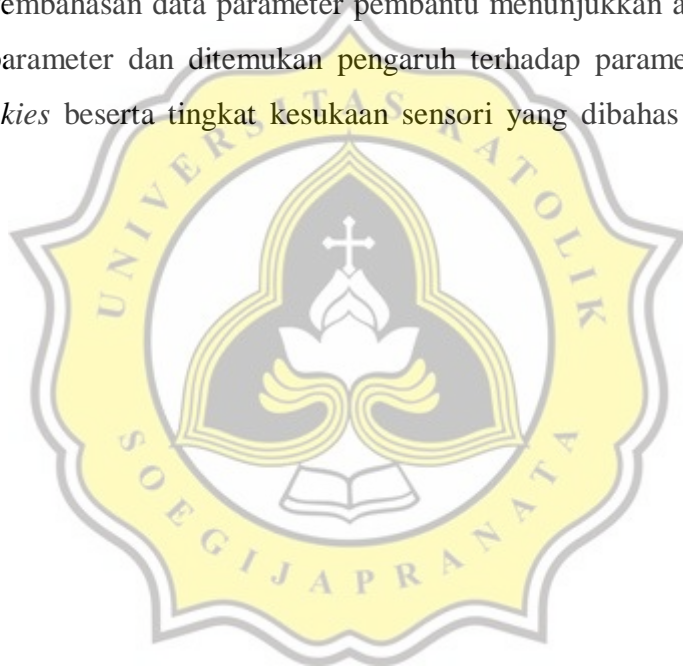 embahasan data parameter pembantu menunjukkan a
parameter dan ditemukan pengaruh terhadap parame
kies beserta tingkat kesukaan sensori yang dibahas
UNIVERSITAS KATOLIK
SOEGIJAPRANATA